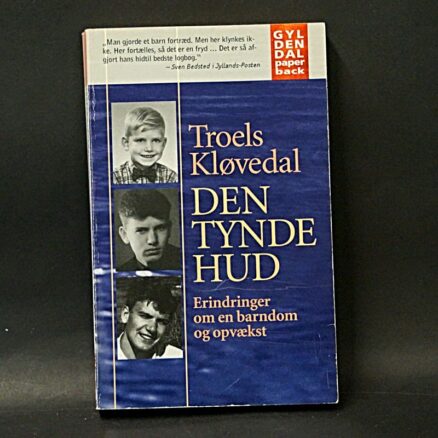 „Man gjorde et barn fortræd. Men her klynkes ik-
ke. Her fortælles, så det er en fryd ... Det er så af-
gjort hans hidtil bedste logbog.“
– Sven Bedsted i Jyllands-Posten
GYL
DEN
DAL
paper
back
Troels
Kløvedal
DEN
TYNDE
HUD
Erindringer
om en barndom
og opvækst